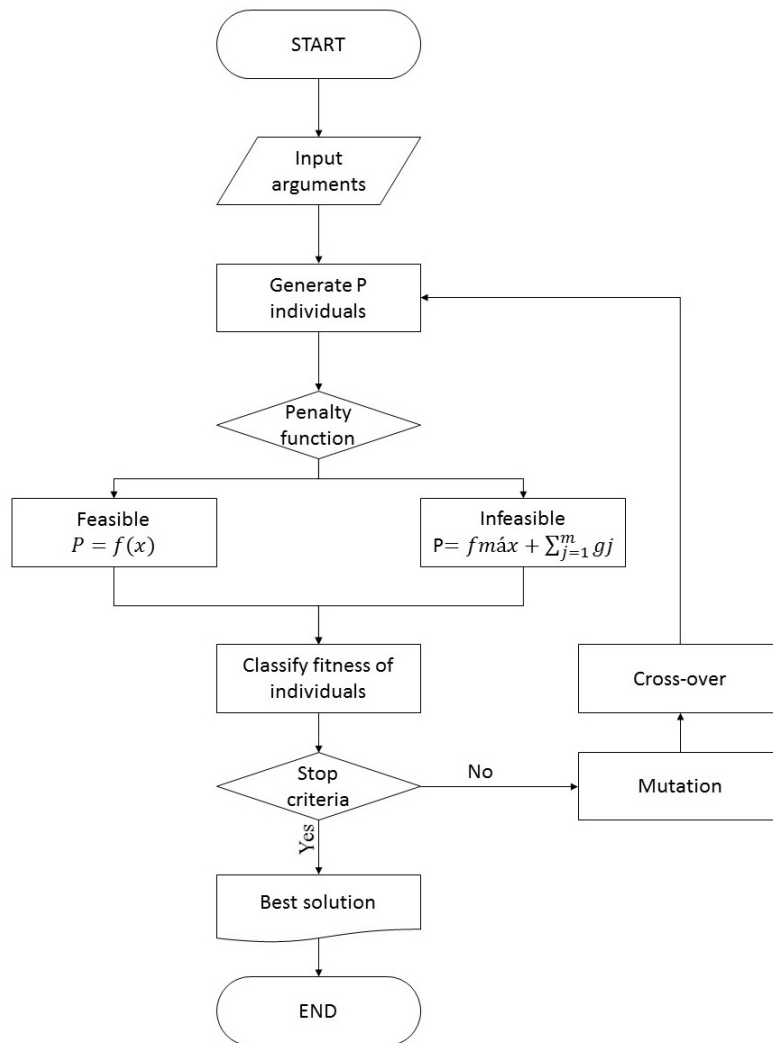 START
Input
arguments
Generate P
individuals
Penalty
function
Feasible
P = f(x)
Infeasible
P= fmáx + ∑_{j=1}^{m} gj
Classify fitness of
individuals
Cross-over
Stop
criteria
No
Mutation
Yes
Best solution
END